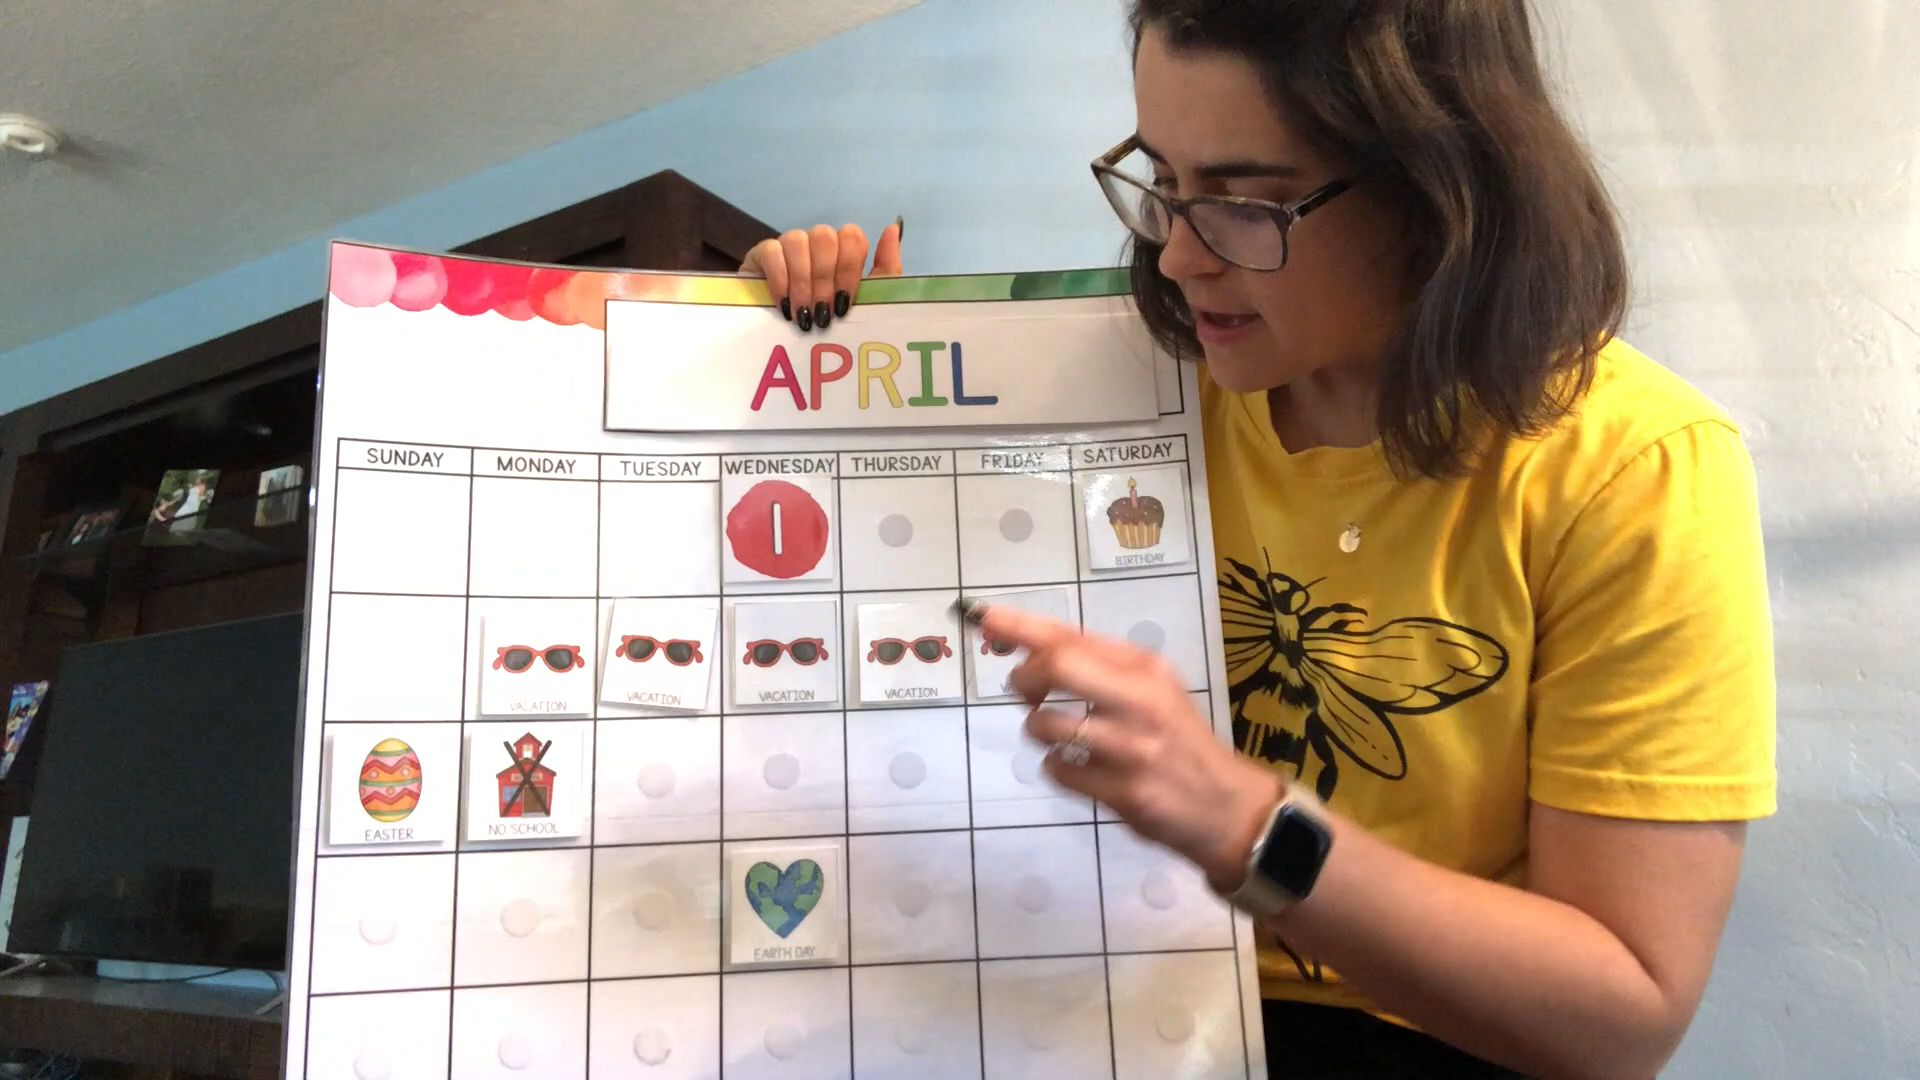 APRIL
SUNDAY MONDAY TUESDAY WEDNESDAY THURSDAY FRIDAY SATURDAY
1
BIRTHDAY
VACATION VACATION VACATION VACATION
EASTER NO SCHOOL
EARTH DAY